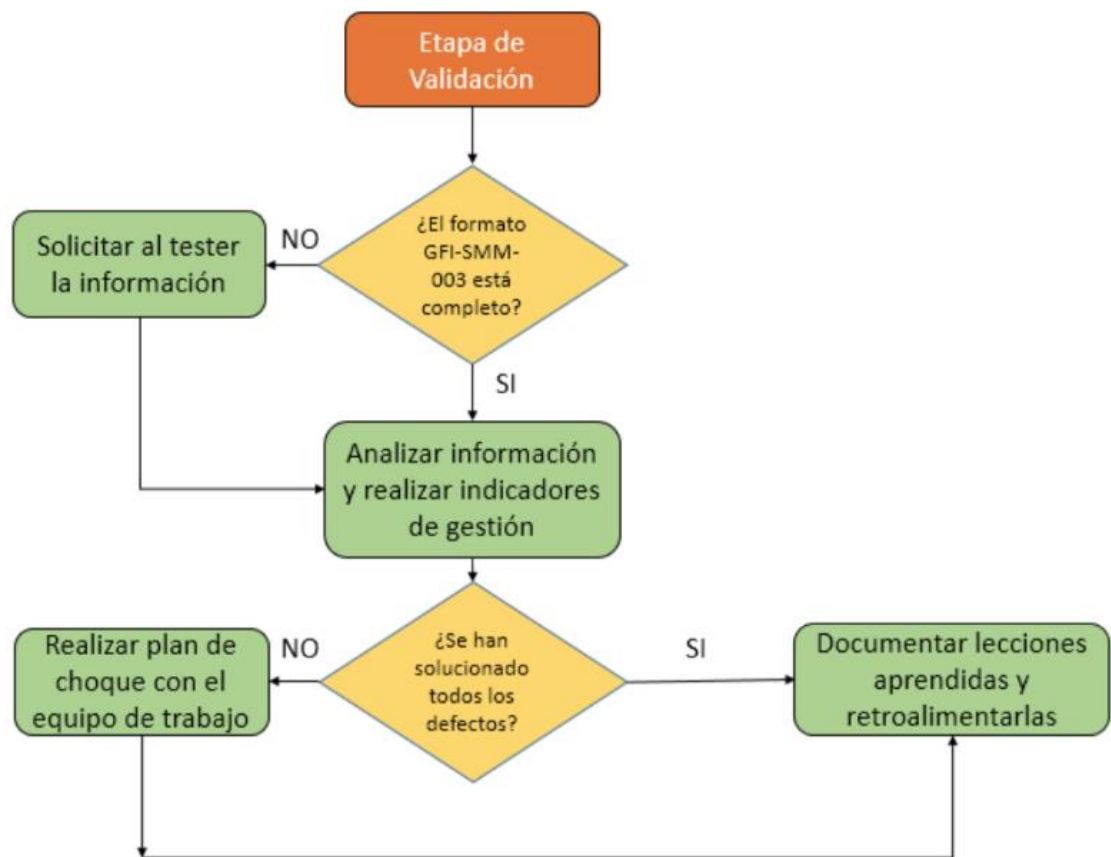 Etapa de
Validación
¿El formato
GFI-SMM-
003 está
completo?
NO
Solicitar al tester
la información
SI
Analizar información
y realizar indicadores
de gestión
¿Se han
solucionado
todos los
defectos?
NO
Realizar plan de
choque con el
equipo de trabajo
SI
Documentar lecciones
aprendidas y
retroalimentarlas